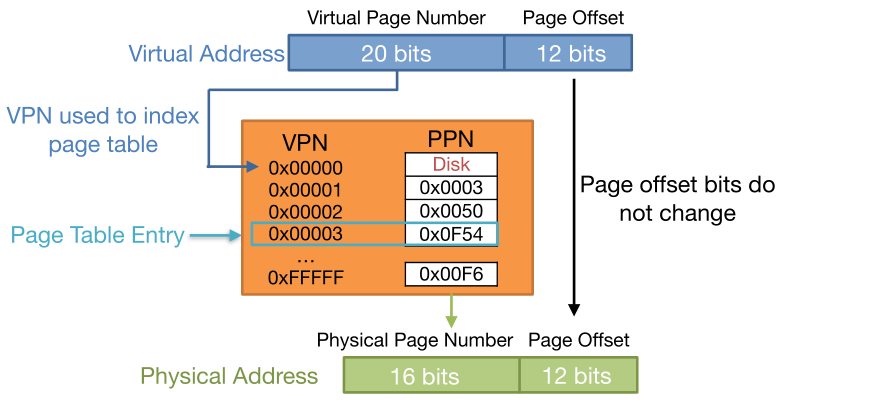 Virtual Page Number Page Offset
Virtual Address 20 bits 12 bits
VPN used to index
page table
VPN PPN
0x00000 Disk
0x00001 0x0003
0x00002 0x0050
Page Table Entry 0x00003 0x0F54
...
0xFFFFF 0x00F6
Page offset bits do
not change
Physical Page Number Page Offset
Physical Address 16 bits 12 bits